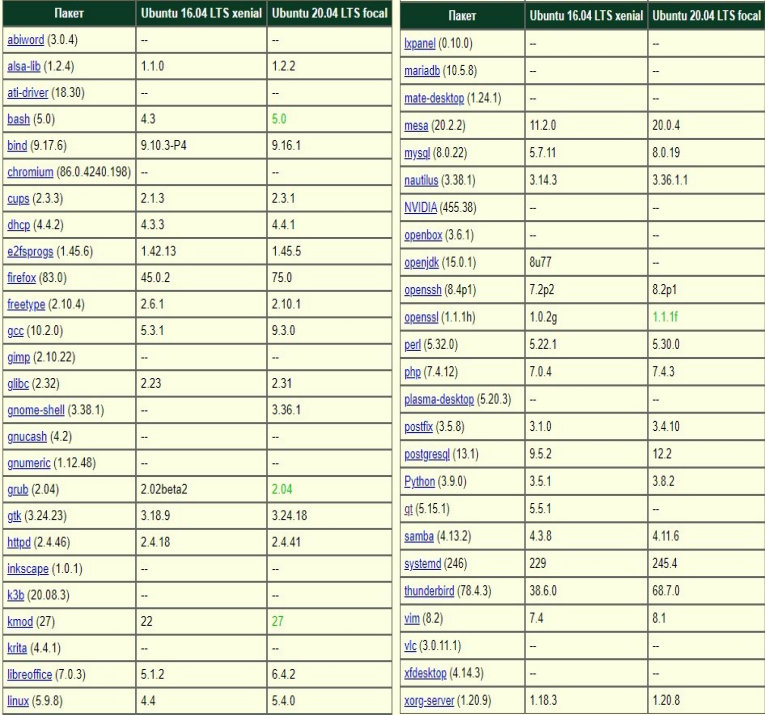 Пакет Ubuntu 16.04 LTS xenial Ubuntu 20.04 LTS focal
abiword (3.0.4) -- --
alsa-lib (1.2.4) 1.1.0 1.2.2
ati-driver (18.30) -- --
bash (5.0) 4.3 5.0
bind (9.17.6) 9.10.3-P4 9.16.1
chromium (86.0.4240.198) -- --
cups (2.3.3) 2.1.3 2.3.1
dhcp (4.4.2) 4.3.3 4.4.1
e2fsprogs (1.45.6) 1.42.13 1.45.5
firefox (83.0) 45.0.2 75.0
freetype (2.10.4) 2.6.1 2.10.1
gcc (10.2.0) 5.3.1 9.3.0
gimp (2.10.22) -- --
glibc (2.32) 2.23 2.31
gnome-shell (3.38.1) -- 3.36.1
gnucash (4.2) -- --
gnumeric (1.12.48) -- --
grub (2.04) 2.02beta2 2.04
gtk (3.24.23) 3.18.9 3.24.18
httpd (2.4.46) 2.4.18 2.4.41
inkscape (1.0.1) -- --
k3b (20.08.3) -- --
kmod (27) 22 27
krita (4.4.1) -- --
libreoffice (7.0.3) 5.1.2 6.4.2
linux (5.9.8) 4.4 5.4.0
Пакет Ubuntu 16.04 LTS xenial Ubuntu 20.04 LTS focal
lxpanel (0.10.0) -- --
mariadb (10.5.8) -- --
mate-desktop (1.24.1) -- --
mesa (20.2.2) 11.2.0 20.0.4
mysql (8.0.22) 5.7.11 8.0.19
nautilus (3.38.1) 3.14.3 3.36.1.1
NVIDIA (455.38) -- --
openbox (3.6.1) -- --
openjdk (15.0.1) 8u77 --
openssh (8.4p1) 7.2p2 8.2p1
openssl (1.1.1h) 1.0.2g 1.1.1f
perl (5.32.0) 5.22.1 5.30.0
php (7.4.12) 7.0.4 7.4.3
plasma-desktop (5.20.3) -- --
postfix (3.5.8) 3.1.0 3.4.10
postgresql (13.1) 9.5.2 12.2
Python (3.9.0) 3.5.1 3.8.2
qt (5.15.1) 5.5.1 --
samba (4.13.2) 4.3.8 4.11.6
systemd (246) 229 245.4
thunderbird (78.4.3) 38.6.0 68.7.0
vim (8.2) 7.4 8.1
vlc (3.0.11.1) -- --
xfdesktop (4.14.3) -- --
xorg-server (1.20.9) 1.18.3 1.20.8